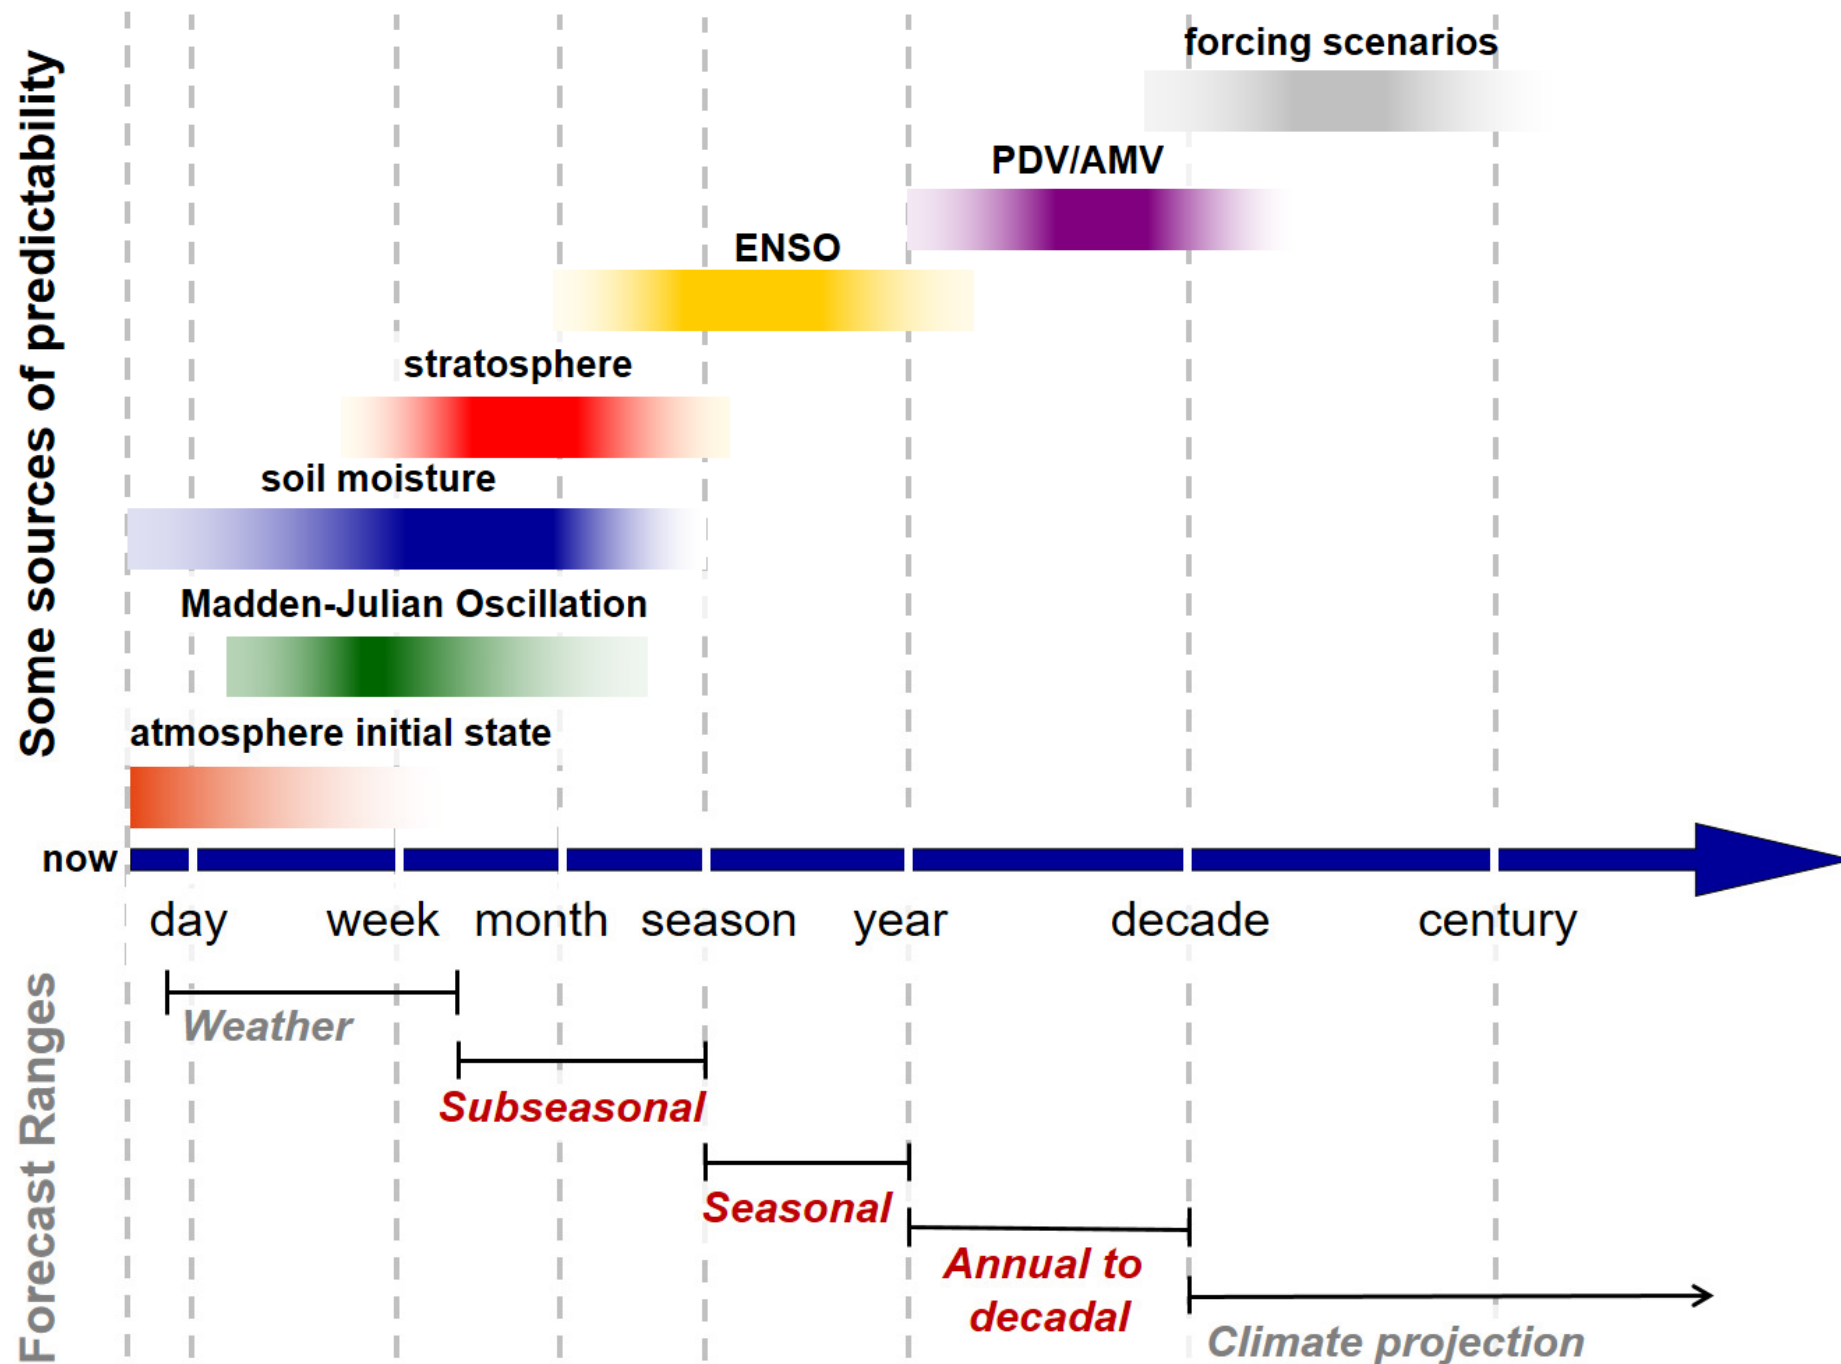 Some sources of predictability
forcing scenarios
PDV/AMV
ENSO
stratosphere
soil moisture
Madden-Julian Oscillation
atmosphere initial state
now
day week month season year decade century
Forecast Ranges
Weather
Subseasonal
Seasonal
Annual to
decadal
Climate projection